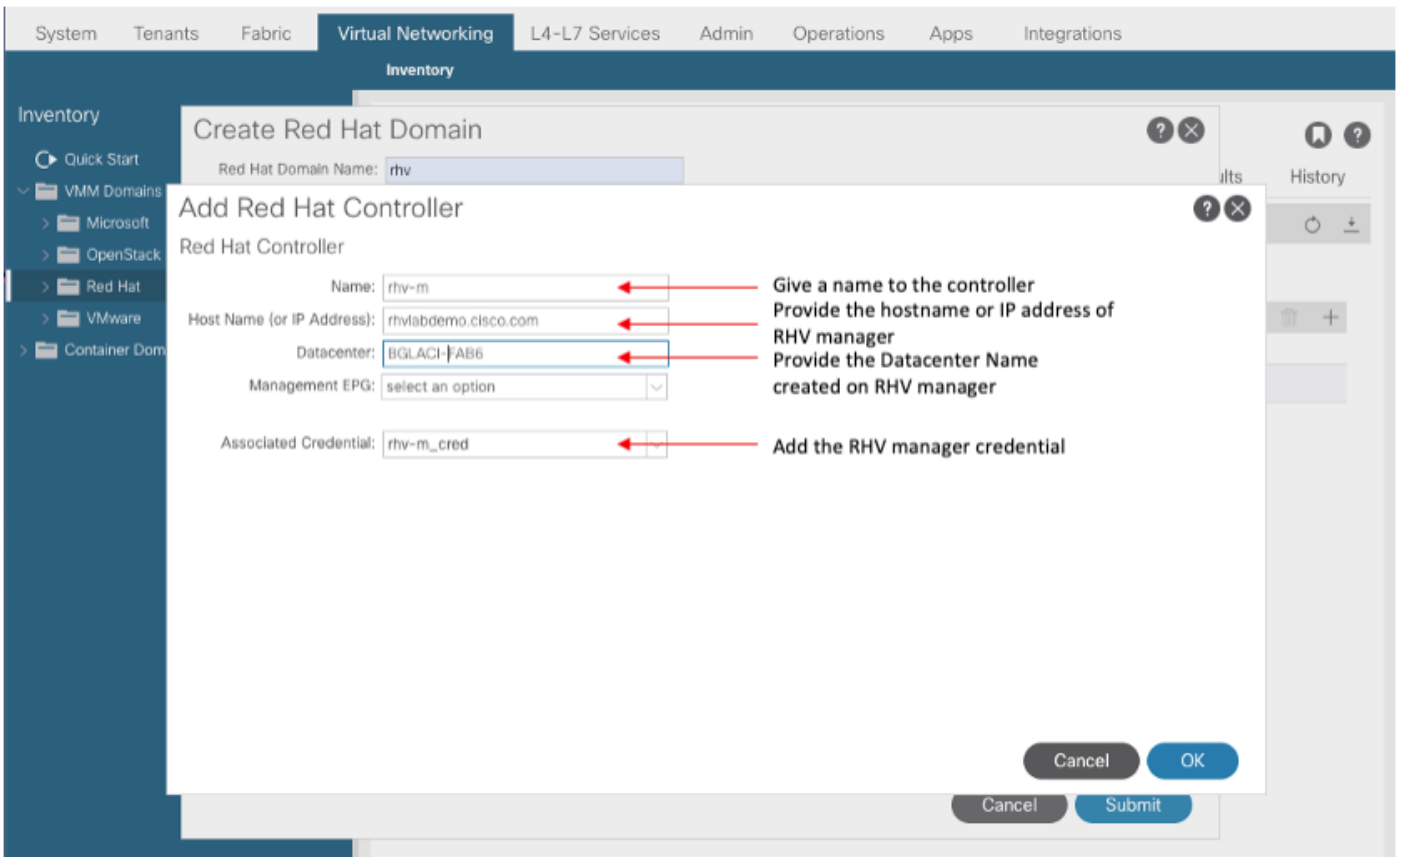 System Tenants Fabric Virtual Networking L4-L7 Services Admin Operations Apps Integrations
Inventory
Inventory
Quick Start
VMM Domains
Microsoft
OpenStack
Red Hat
VMware
Container Dom
Create Red Hat Domain
Red Hat Domain Name: rhv
History
Add Red Hat Controller
Red Hat Controller
Name: rhv-m
Host Name (or IP Address): rhvlabdemo.cisco.com
Datacenter: BGLACI-FAB6
Management EPG: select an option
Associated Credential: rhv-m_cred
Give a name to the controller
Provide the hostname or IP address of
RHV manager
Provide the Datacenter Name
created on RHV manager
Add the RHV manager credential
Cancel OK
Cancel Submit